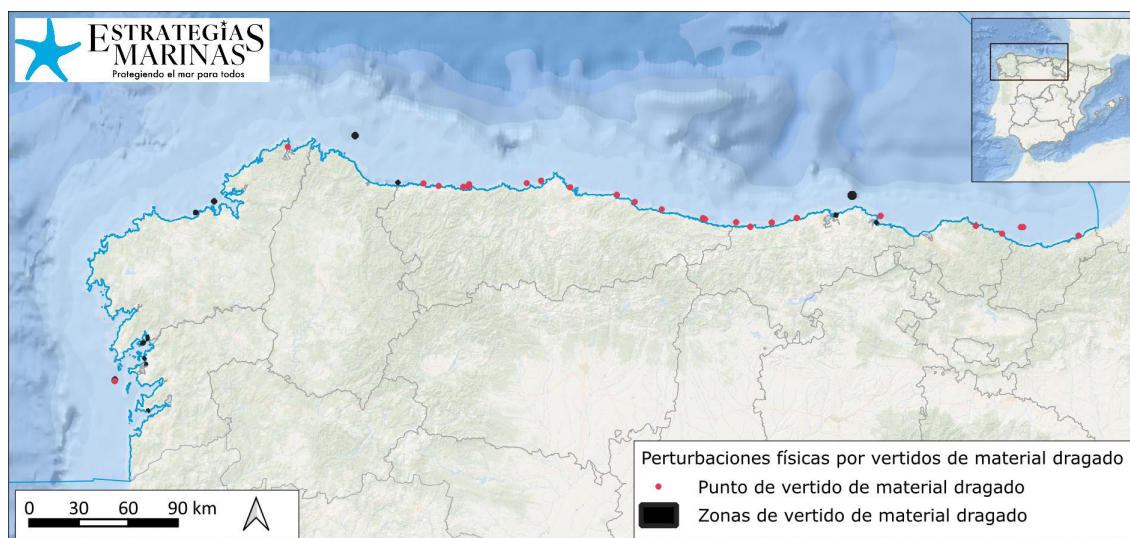 ESTRATEGIAS
MARINAS
Protegiendo el mar para todos
Perturbaciones físicas por vertidos de material dragado
Punto de vertido de material dragado
Zonas de vertido de material dragado
0 30 60 90 km